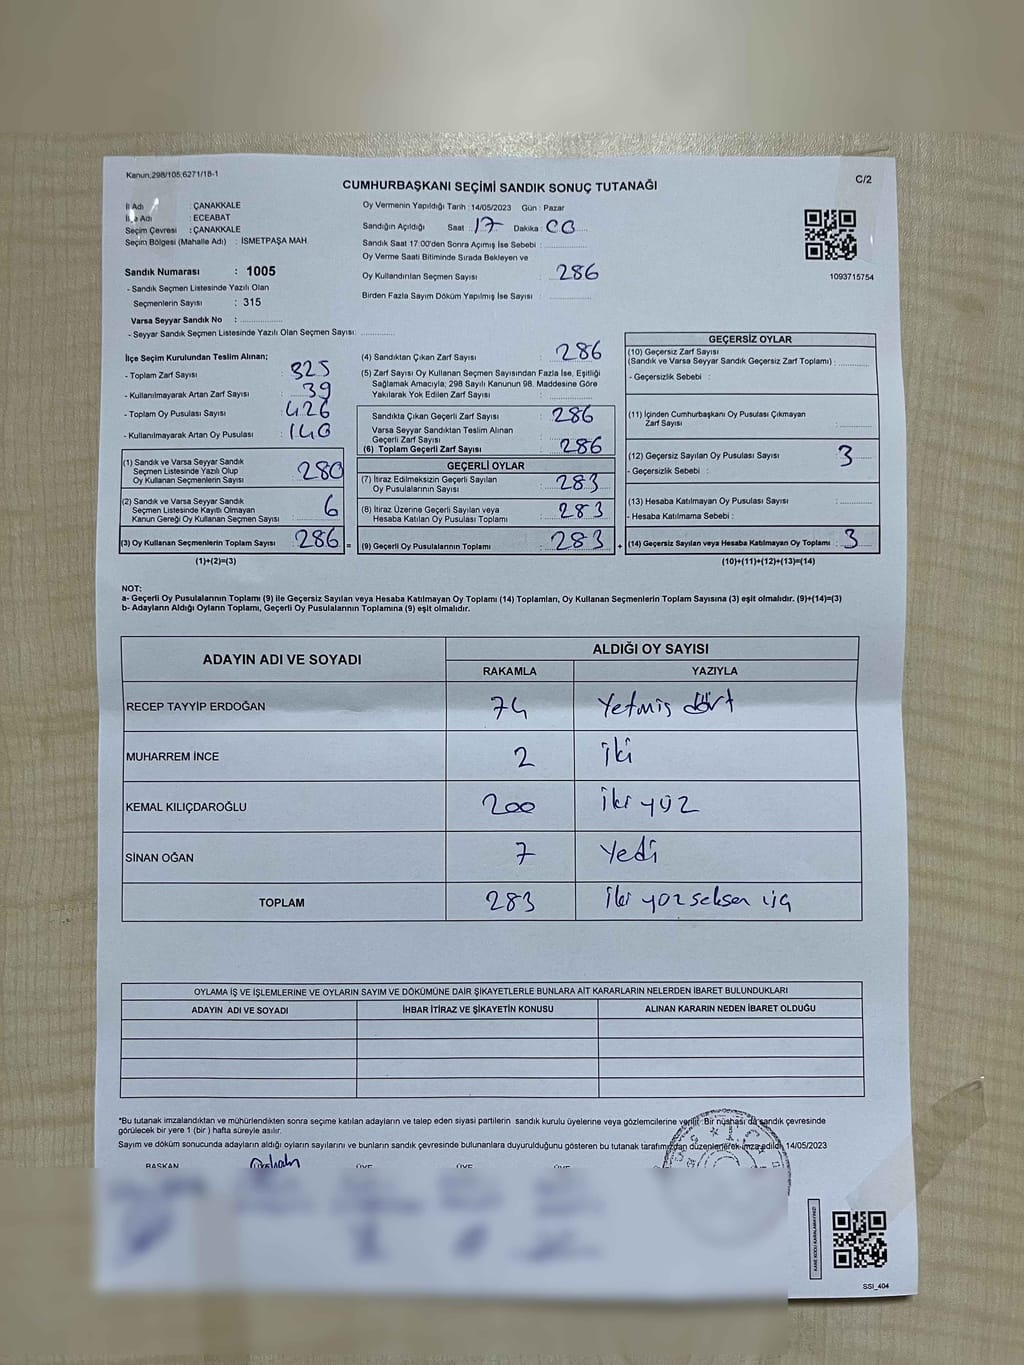 Kanun:298/105;6271/18-1
CUMHURBAŞKANI SEÇİMİ SANDIK SONUÇ TUTANAĞI
C/2
İl Adı : ÇANAKKALE
İlçe Adı : ECEABAT
Seçim Çevresi : ÇANAKKALE
Seçim Bölgesi (Mahalle Adı) : İSMETPAŞA MAH
Sandık Numarası : 1005
- Sandık Seçmen Listesinde Yazılı Olan
Seçmenlerin Sayısı : 315
Varsa Seyyar Sandık No :
- Seyyar Sandık Seçmen Listesinde Yazılı Olan Seçmen Sayısı:
Oy Vermenin Yapıldığı Tarih : 14/05/2023 Gün : Pazar
Sandığın Açıldığı Saat : 17 Dakika : 00
Sandık Saat 17:00'den Sonra Açımış İse Sebebi :
Oy Verme Saati Bitiminde Sırada Bekleyen ve
Oy Kullandırılan Seçmen Sayısı : 286
Birden Fazla Sayım Döküm Yapılmış İse Sayısı :
1093715754
İlçe Seçim Kurulundan Teslim Alınan;
- Toplam Zarf Sayısı : 325
- Kullanılmayarak Artan Zarf Sayısı : 39
- Toplam Oy Pusulası Sayısı : 426
- Kullanılmayarak Artan Oy Pusulası : 140
(1) Sandık ve Varsa Seyyar Sandık
Seçmen Listesinde Yazılı Olup
Oy Kullanan Seçmenlerin Sayısı : 280
(2) Sandık ve Varsa Seyyar Sandık
Seçmen Listesinde Kayıtlı Olmayan
Kanun Gereği Oy Kullanan Seçmen Sayısı 6
(3) Oy Kullanan Seçmenlerin Toplam Sayısı 286 =
(1)+(2)=(3)
(4) Sandıktan Çıkan Zarf Sayısı : 286
(5) Zarf Sayısı Oy Kullanan Seçmen Sayısından Fazla İse, Eşitliği
Sağlamak Amacıyla; 298 Sayılı Kanunun 98. Maddesine Göre
Yakılarak Yok Edilen Zarf Sayısı :
Sandıkta Çıkan Geçerli Zarf Sayısı : 286
Varsa Seyyar Sandıktan Teslim Alınan
Geçerli Zarf Sayısı :
(6) Toplam Geçerli Zarf Sayısı : 286
GEÇERLİ OYLAR
(7) İtiraz Edilmeksizin Geçerli Sayılan
Oy Pusulalarının Sayısı : 283
(8) İtiraz Üzerine Geçerli Sayılan veya
Hesaba Katılan Oy Pusulası Toplamı : 283
(9) Geçerli Oy Pusulalarının Toplamı : 283 +
GEÇERSİZ OYLAR
(10) Geçersiz Zarf Sayısı
(Sandık ve Varsa Seyyar Sandık Geçersiz Zarf Toplamı) :
- Geçersizlik Sebebi :
(11) İçinden Cumhurbaşkanı Oy Pusulası Çıkmayan
Zarf Sayısı :
(12) Geçersiz Sayılan Oy Pusulası Sayısı : 3
- Geçersizlik Sebebi :
(13) Hesaba Katılmayan Oy Pusulası Sayısı :
- Hesaba Katılmama Sebebi :
(14) Geçersiz Sayılan veya Hesaba Katılmayan Oy Toplamı : 3
(10)+(11)+(12)+(13)=(14)
NOT:
a- Geçerli Oy Pusulalarının Toplamı (9) ile Geçersiz Sayılan veya Hesaba Katılmayan Oy Toplamı (14) Toplamları, Oy Kullanan Seçmenlerin Toplam Sayısına (3) eşit olmalıdır. (9)+(14)=(3)
b- Adayların Aldığı Oyların Toplamı, Geçerli Oy Pusulalarının Toplamına (9) eşit olmalıdır.
ADAYIN ADI VE SOYADI
ALDIĞI OY SAYISI
RAKAMLA YAZIYLA
RECEP TAYYİP ERDOĞAN 74 Yetmiş dört
MUHARREM İNCE 2 iki
KEMAL KILIÇDAROĞLU 200 iki yüz
SİNAN OĞAN 7 Yedi
TOPLAM 283 iki yüz seksen üç
OYLAMA İŞ VE İŞLEMLERİNE VE OYLARIN SAYIM VE DÖKÜMÜNE DAİR ŞİKAYETLERLE BUNLARA AİT KARARLARIN NELERDEN İBARET BULUNDUKLARI
ADAYIN ADI VE SOYADI İHBAR İTİRAZ VE ŞİKAYETİN KONUSU ALINAN KARARIN NEDEN İBARET OLDUĞU
*Bu tutanak imzalandıktan ve mühürlendikten sonra seçime katılan adayların ve talep eden siyasi partilerin sandık kurulu üyelerine veya gözlemcilerine verilir. Bir nüshası da sandık çevresinde
görülecek bir yere 1 (bir) hafta süreyle asılır.
Sayım ve döküm sonucunda adayların aldığı oyların sayılarını ve bunların sandık çevresinde bulunanlara duyurulduğunu gösteren bu tutanak tarafımızdan düzenlenerek imza edildi. 14/05/2023
BAŞKAN ÜYE ÜYE ÜYE
SSİ_404